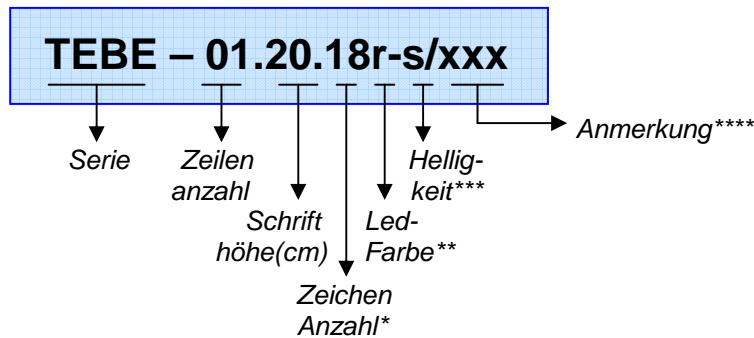 TEBE – 01.20.18r-s/xxx
Anmerkung****
Serie
Zeilen
anzahl
Hellig-
keit***
Schrift
höhe(cm)
Led-
Farbe**
Zeichen
Anzahl*